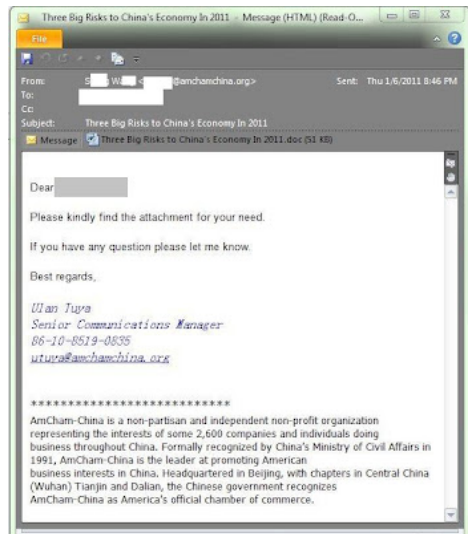 Three Big Risks to China's Economy In 2011 - Message (HTML) (Read-O...
File
From: @amchamchina.org> Sent: Thu 1/6/2011 8:46 PM
To:
Cc:
Subject: Three Big Risks to China's Economy In 2011
Message Three Big Risks to China's Economy In 2011.doc (51 KB)
Dear
Please kindly find the attachment for your need.
If you have any question please let me know.
Best regards,
Ulan Tuya
Senior Communications Manager
86-10-8519-0835
utuya@amchamchina.org
***************************
AmCham-China is a non-partisan and independent non-profit organization
representing the interests of some 2,600 companies and individuals doing
business throughout China. Formally recognized by China's Ministry of Civil Affairs in
1991, AmCham-China is the leader at promoting American
business interests in China. Headquartered in Beijing, with chapters in Central China
(Wuhan) Tianjin and Dalian, the Chinese government recognizes
AmCham-China as America's official chamber of commerce.